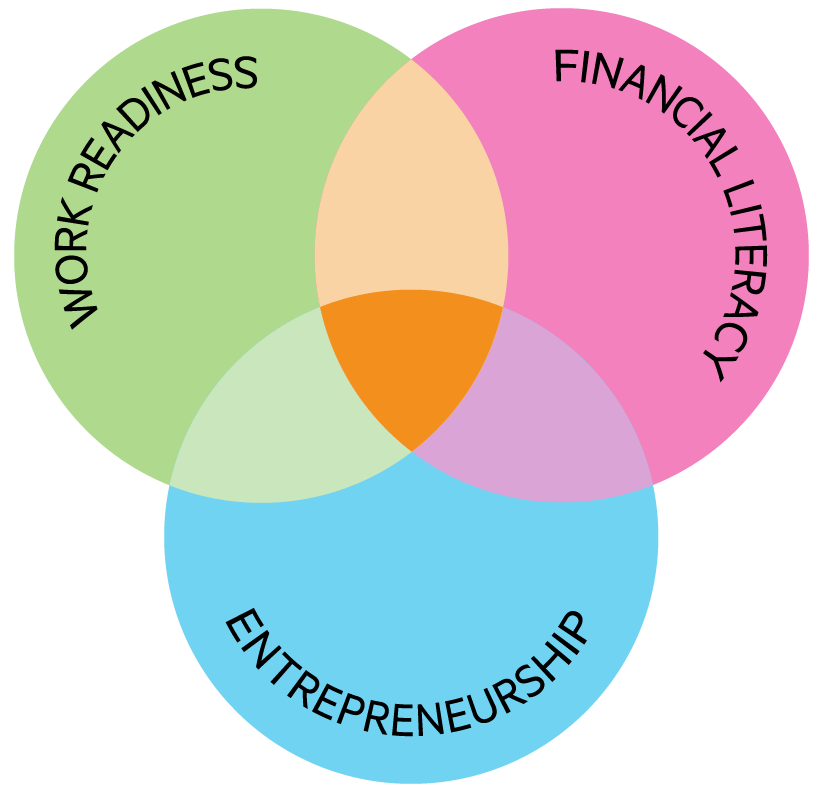 WORK READINESS
FINANCIAL LITERACY
ENTREPRENEURSHIP